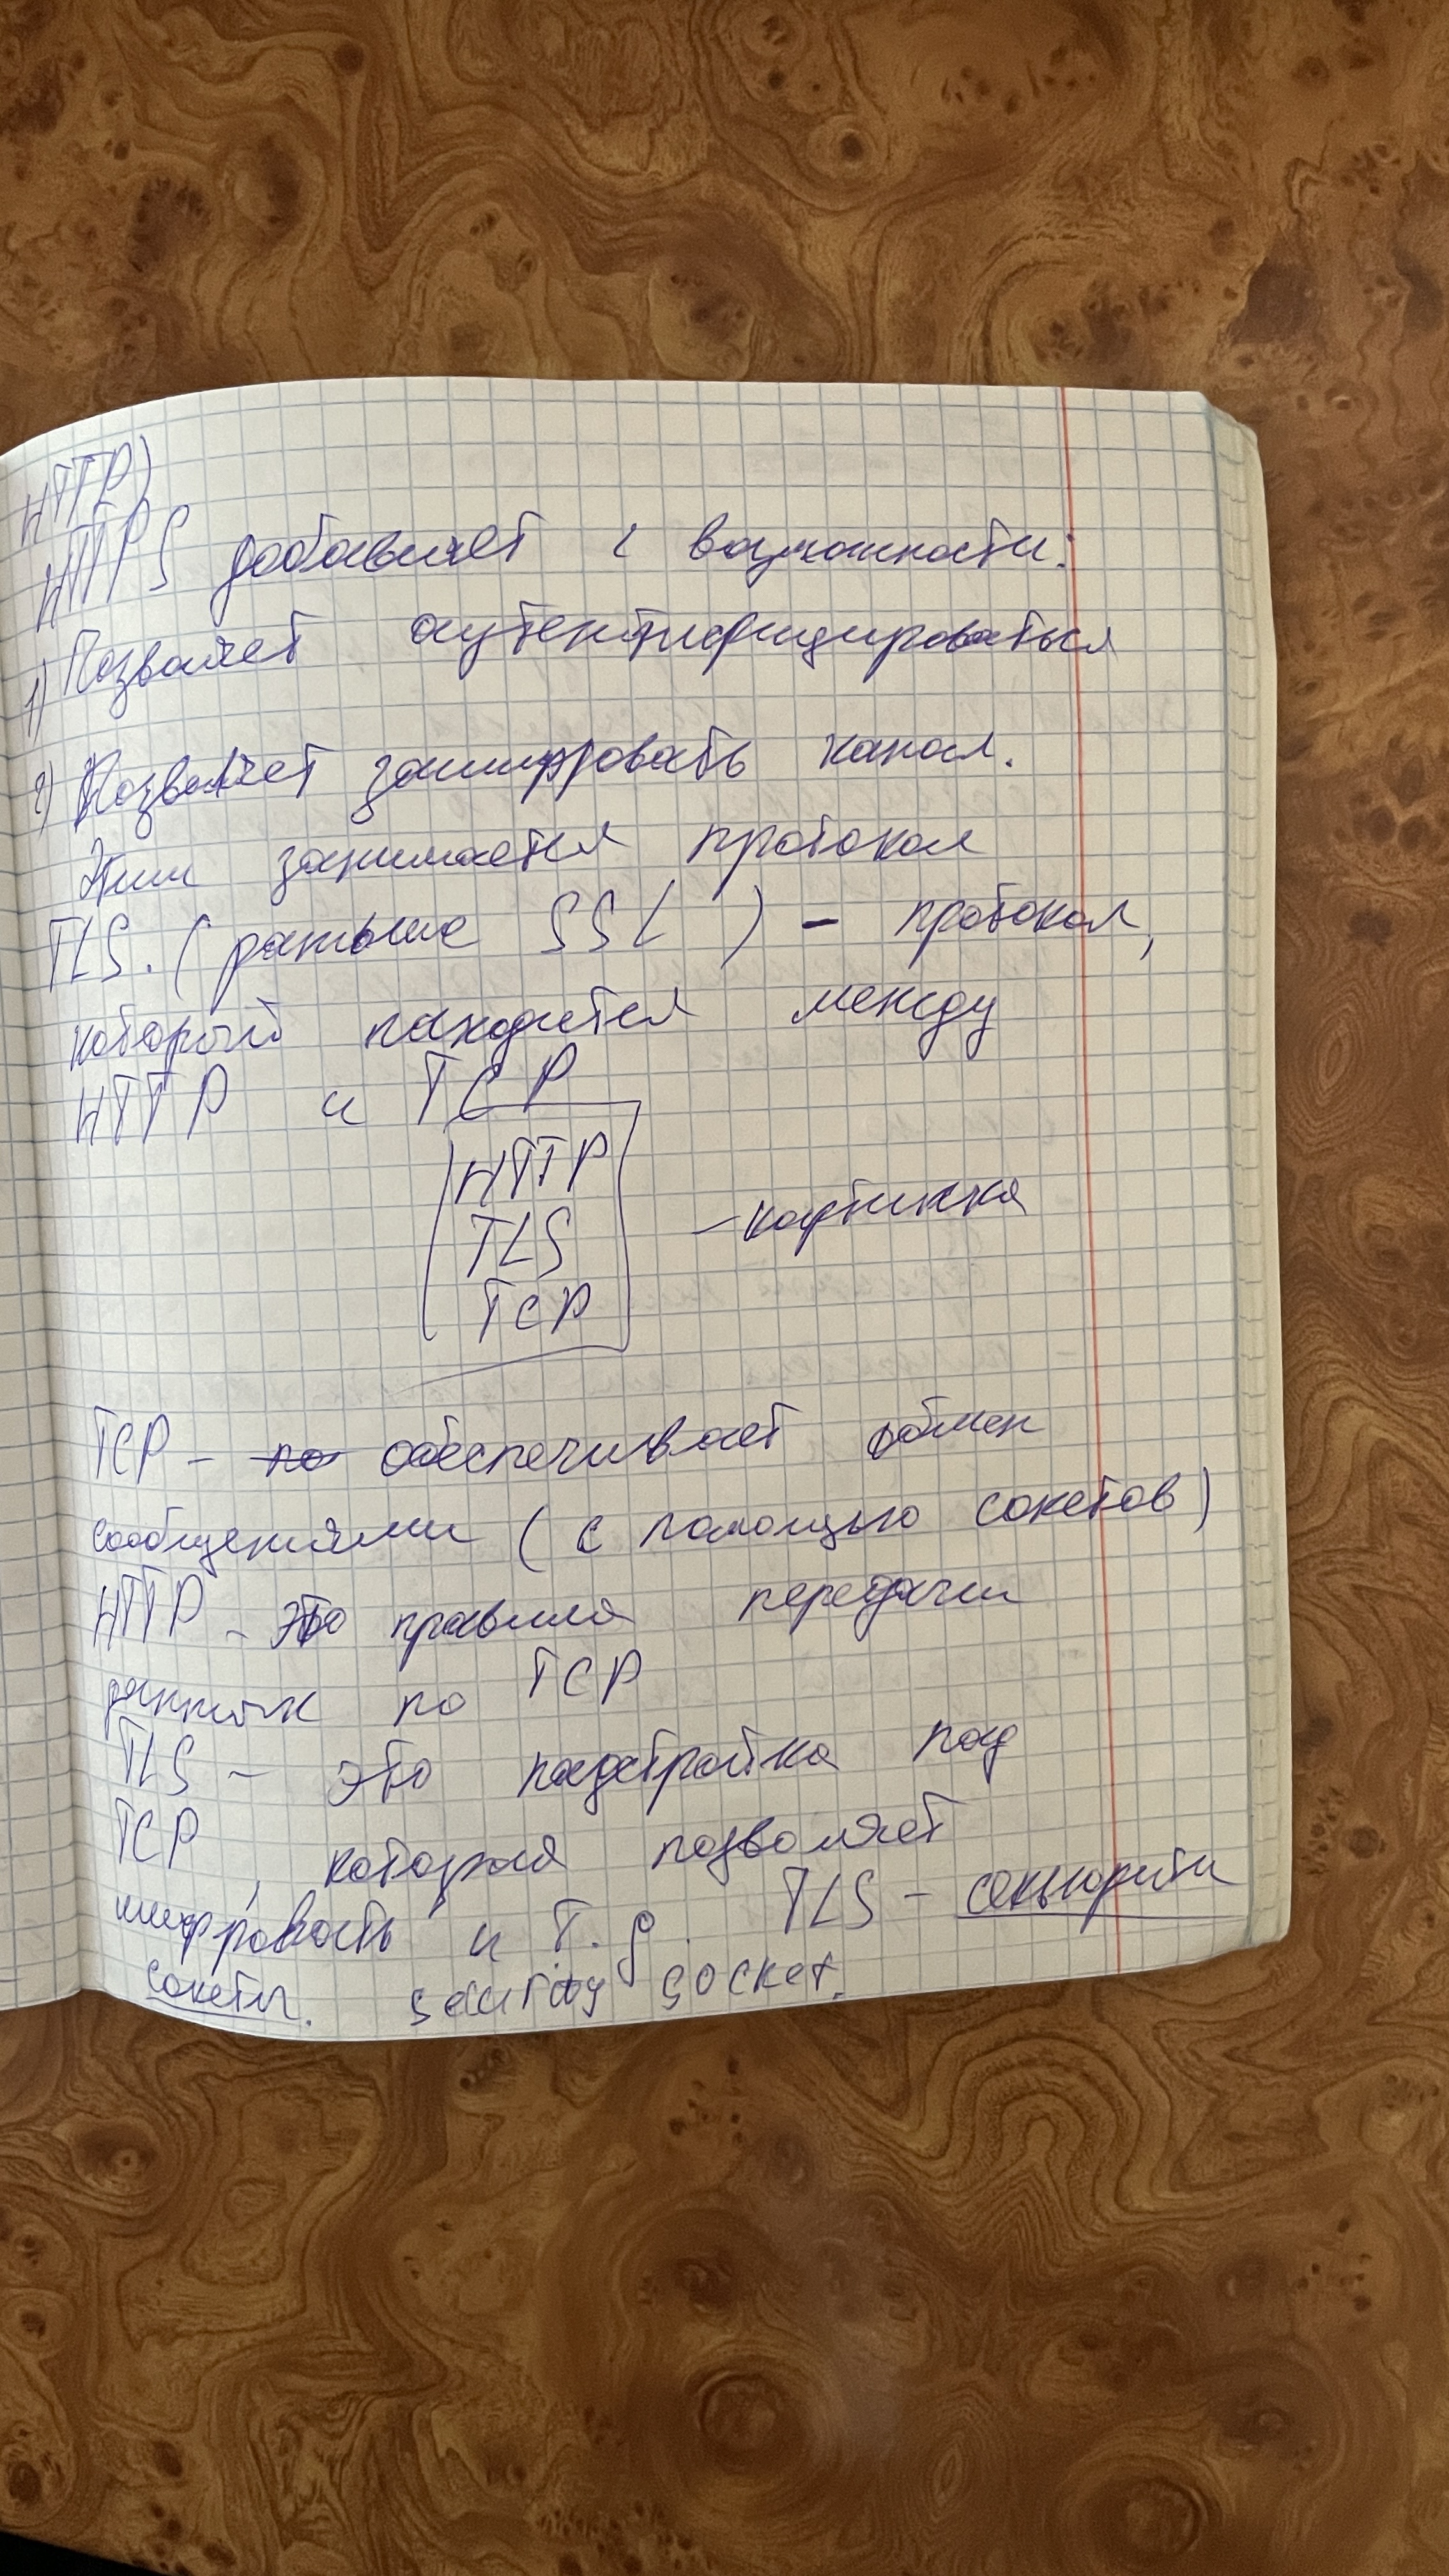 HTTP)
HTTPS добавляет 2 возможности:
1) Позволяет аутентифицироваться
2) Позволяет зашифровать канал.
Этим занимается протокол
TLS. (раньше SSL) - протокол,
который находится между
HTTP и TCP
HTTP
TLS - картинка
TCP
TCP - по обеспечивает обмен
сообщениями (с помощью сокетов)
HTTP - это правила передачи
данных по TCP
TLS - это надстройка над
TCP, которая позволяет
шифровать и т.д. TLS - секьюрити
сокеты. security socket.